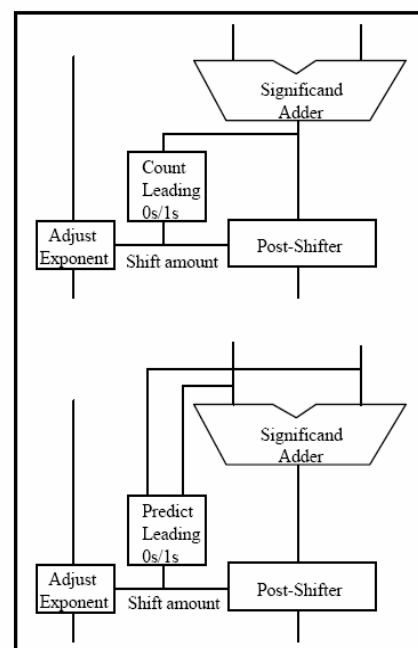 Significand
Adder
Count
Leading
0s/1s
Adjust
Exponent
Shift amount
Post-Shifter
Significand
Adder
Predict
Leading
0s/1s
Adjust
Exponent
Shift amount
Post-Shifter